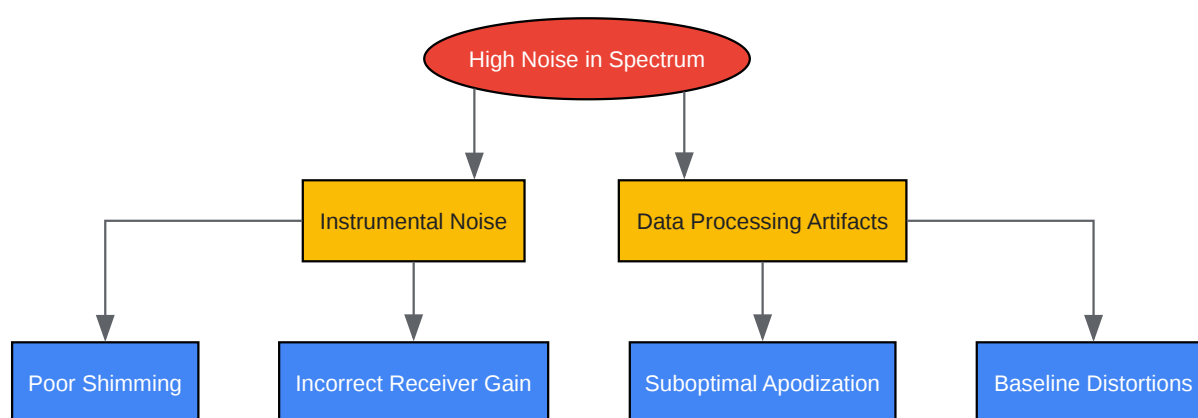 High Noise in Spectrum
Instrumental Noise
Data Processing Artifacts
Poor Shimming
Incorrect Receiver Gain
Suboptimal Apodization
Baseline Distortions